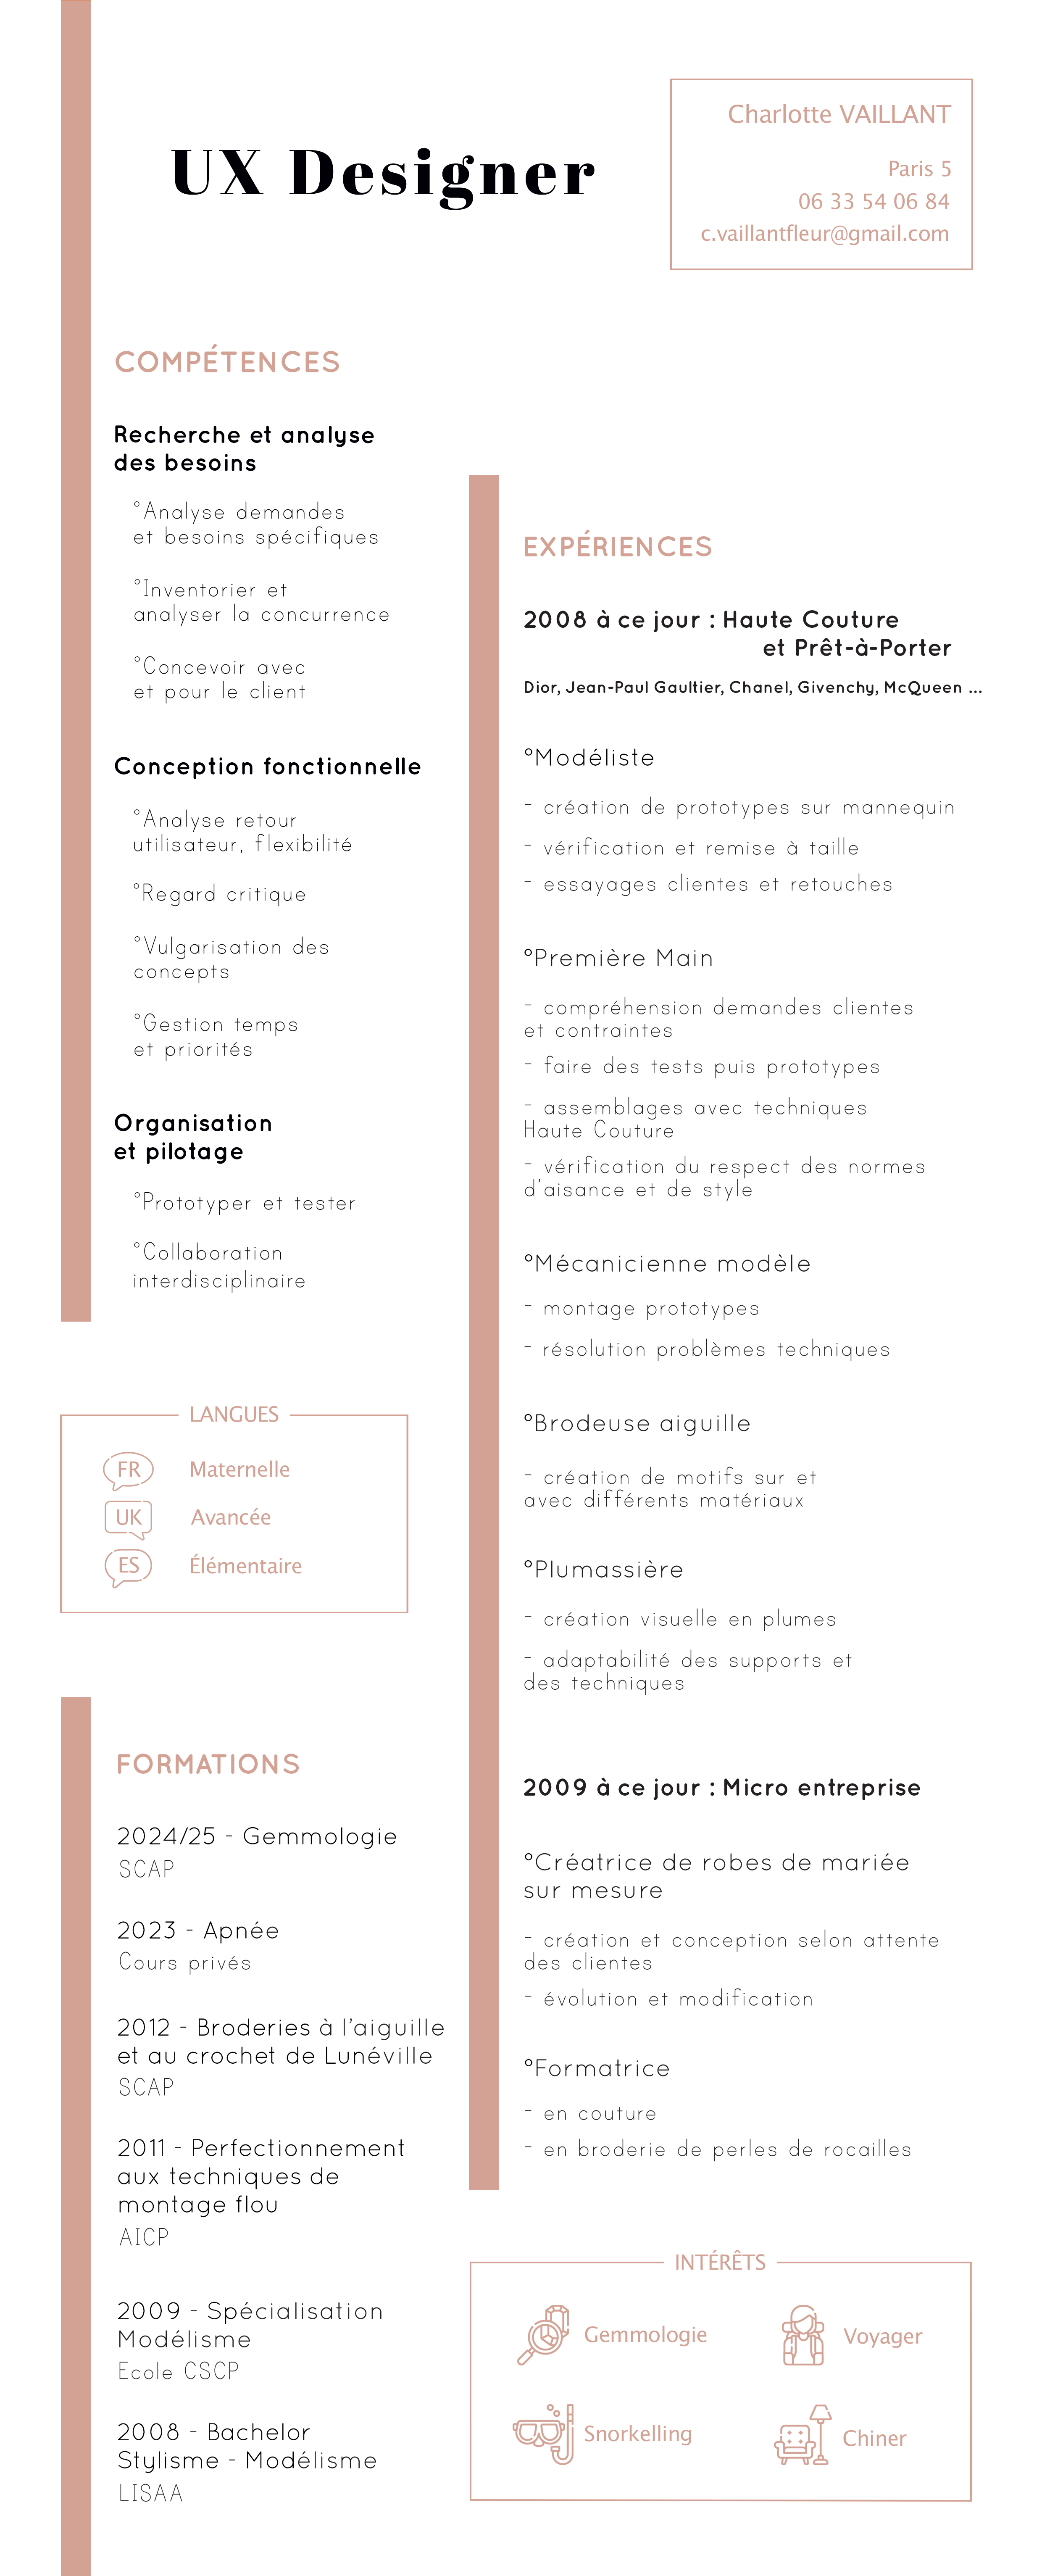 UX Designer
Charlotte VAILLANT
Paris 5
06 33 54 06 84
c.vaillantfleur@gmail.com
COMPÉTENCES
Recherche et analyse
des besoins
°Analyse demandes
et besoins spécifiques
°Inventorier et
analyser la concurrence
°Concevoir avec
et pour le client
Conception fonctionnelle
°Analyse retour
utilisateur, flexibilité
°Regard critique
°Vulgarisation des
concepts
°Gestion temps
et priorités
Organisation
et pilotage
°Prototyper et tester
°Collaboration
interdisciplinaire
LANGUES
FR Maternelle
UK Avancée
ES Élémentaire
FORMATIONS
2024/25 - Gemmologie
SCAP
2023 - Apnée
Cours privés
2012 - Broderies à l'aiguille
et au crochet de Lunéville
SCAP
2011 - Perfectionnement
aux techniques de
montage flou
AICP
2009 - Spécialisation
Modélisme
Ecole CSCP
2008 - Bachelor
Stylisme - Modélisme
LISAA
EXPÉRIENCES
2008 à ce jour : Haute Couture
et Prêt-à-Porter
Dior, Jean-Paul Gaultier, Chanel, Givenchy, McQueen ...
°Modéliste
- création de prototypes sur mannequin
- vérification et remise à taille
- essayages clientes et retouches
°Première Main
- compréhension demandes clientes
et contraintes
- faire des tests puis prototypes
- assemblages avec techniques
Haute Couture
- vérification du respect des normes
d'aisance et de style
°Mécanicienne modèle
- montage prototypes
- résolution problèmes techniques
°Brodeuse aiguille
- création de motifs sur et
avec différents matériaux
°Plumassière
- création visuelle en plumes
- adaptabilité des supports et
des techniques
2009 à ce jour : Micro entreprise
°Créatrice de robes de mariée
sur mesure
- création et conception selon attente
des clientes
- évolution et modification
°Formatrice
- en couture
- en broderie de perles de rocailles
INTÉRÊTS
Gemmologie
Voyager
Snorkelling
Chiner